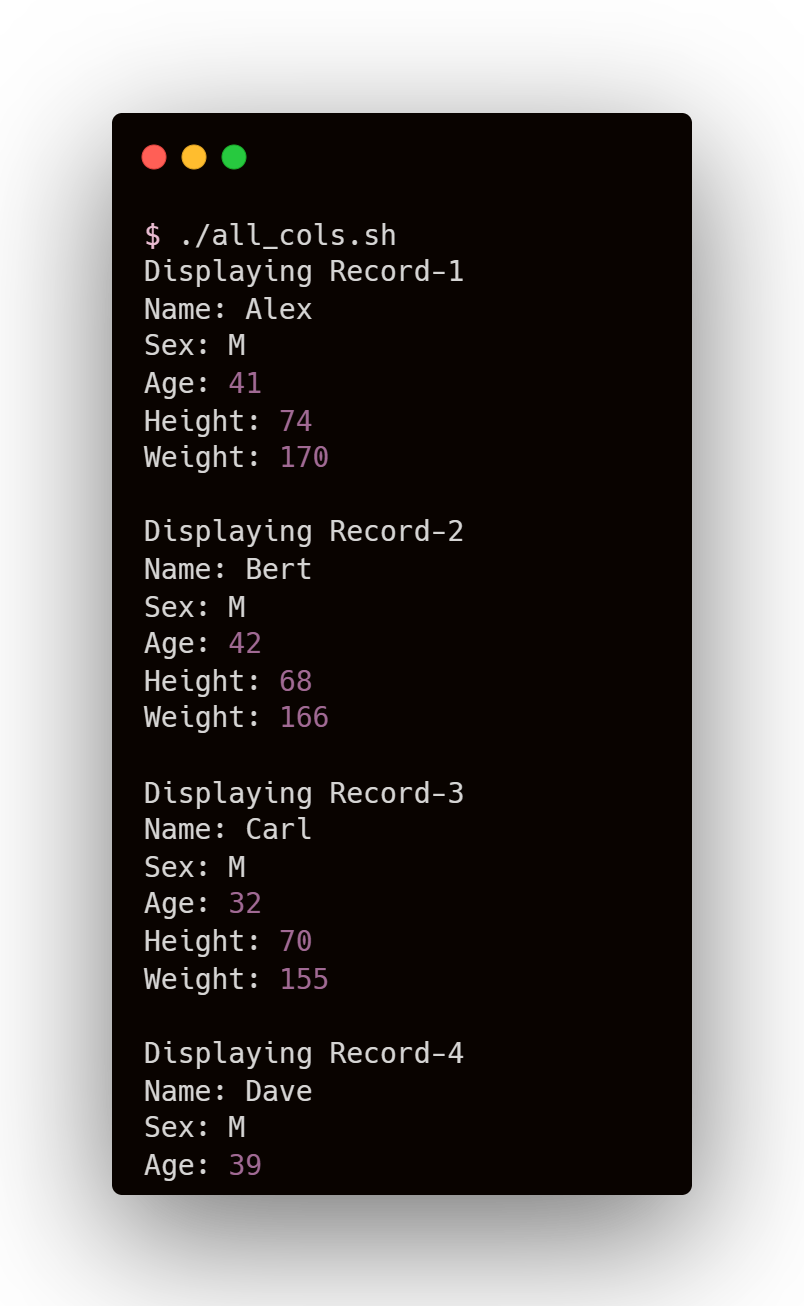 $ ./all_cols.sh
Displaying Record-1
Name: Alex
Sex: M
Age: 41
Height: 74
Weight: 170
Displaying Record-2
Name: Bert
Sex: M
Age: 42
Height: 68
Weight: 166
Displaying Record-3
Name: Carl
Sex: M
Age: 32
Height: 70
Weight: 155
Displaying Record-4
Name: Dave
Sex: M
Age: 39